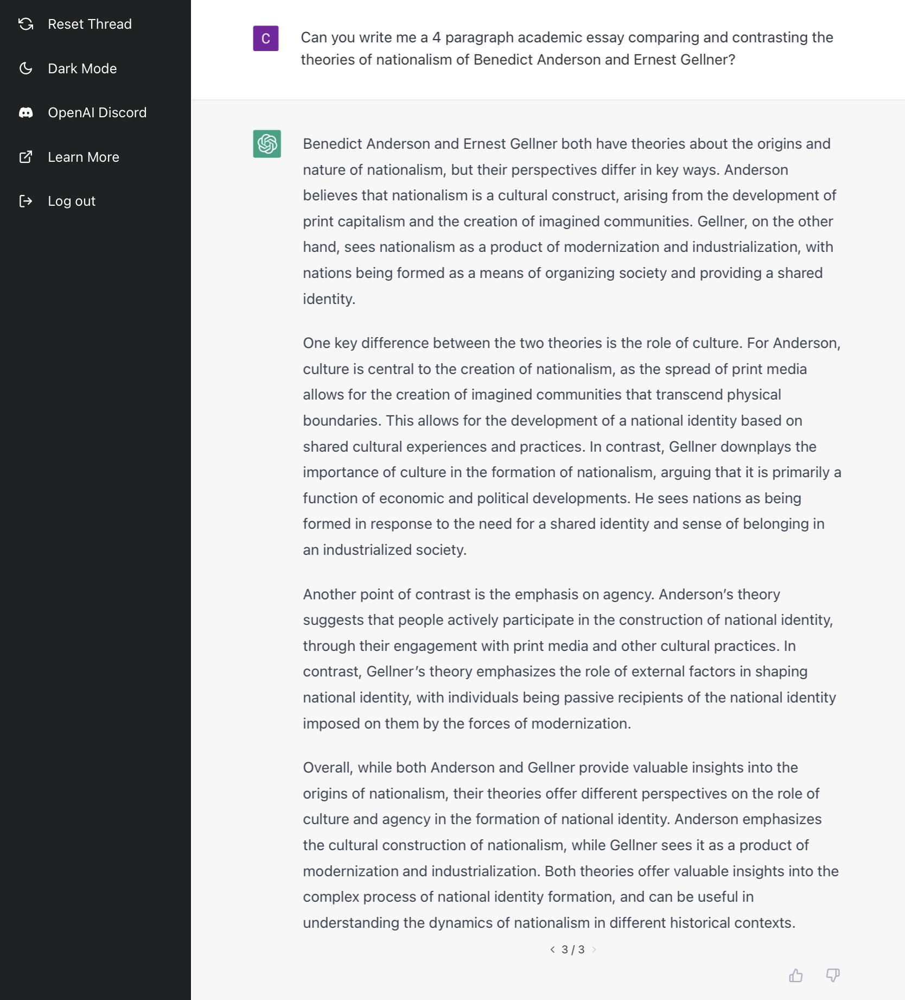 Reset Thread
Dark Mode
OpenAI Discord
Learn More
Log out
C
Can you write me a 4 paragraph academic essay comparing and contrasting the
theories of nationalism of Benedict Anderson and Ernest Gellner?
Benedict Anderson and Ernest Gellner both have theories about the origins and
nature of nationalism, but their perspectives differ in key ways. Anderson
believes that nationalism is a cultural construct, arising from the development of
print capitalism and the creation of imagined communities. Gellner, on the other
hand, sees nationalism as a product of modernization and industrialization, with
nations being formed as a means of organizing society and providing a shared
identity.
One key difference between the two theories is the role of culture. For Anderson,
culture is central to the creation of nationalism, as the spread of print media
allows for the creation of imagined communities that transcend physical
boundaries. This allows for the development of a national identity based on
shared cultural experiences and practices. In contrast, Gellner downplays the
importance of culture in the formation of nationalism, arguing that it is primarily a
function of economic and political developments. He sees nations as being
formed in response to the need for a shared identity and sense of belonging in
an industrialized society.
Another point of contrast is the emphasis on agency. Anderson’s theory
suggests that people actively participate in the construction of national identity,
through their engagement with print media and other cultural practices. In
contrast, Gellner’s theory emphasizes the role of external factors in shaping
national identity, with individuals being passive recipients of the national identity
imposed on them by the forces of modernization.
Overall, while both Anderson and Gellner provide valuable insights into the
origins of nationalism, their theories offer different perspectives on the role of
culture and agency in the formation of national identity. Anderson emphasizes
the cultural construction of nationalism, while Gellner sees it as a product of
modernization and industrialization. Both theories offer valuable insights into the
complex process of national identity formation, and can be useful in
understanding the dynamics of nationalism in different historical contexts.
< 3 / 3 >